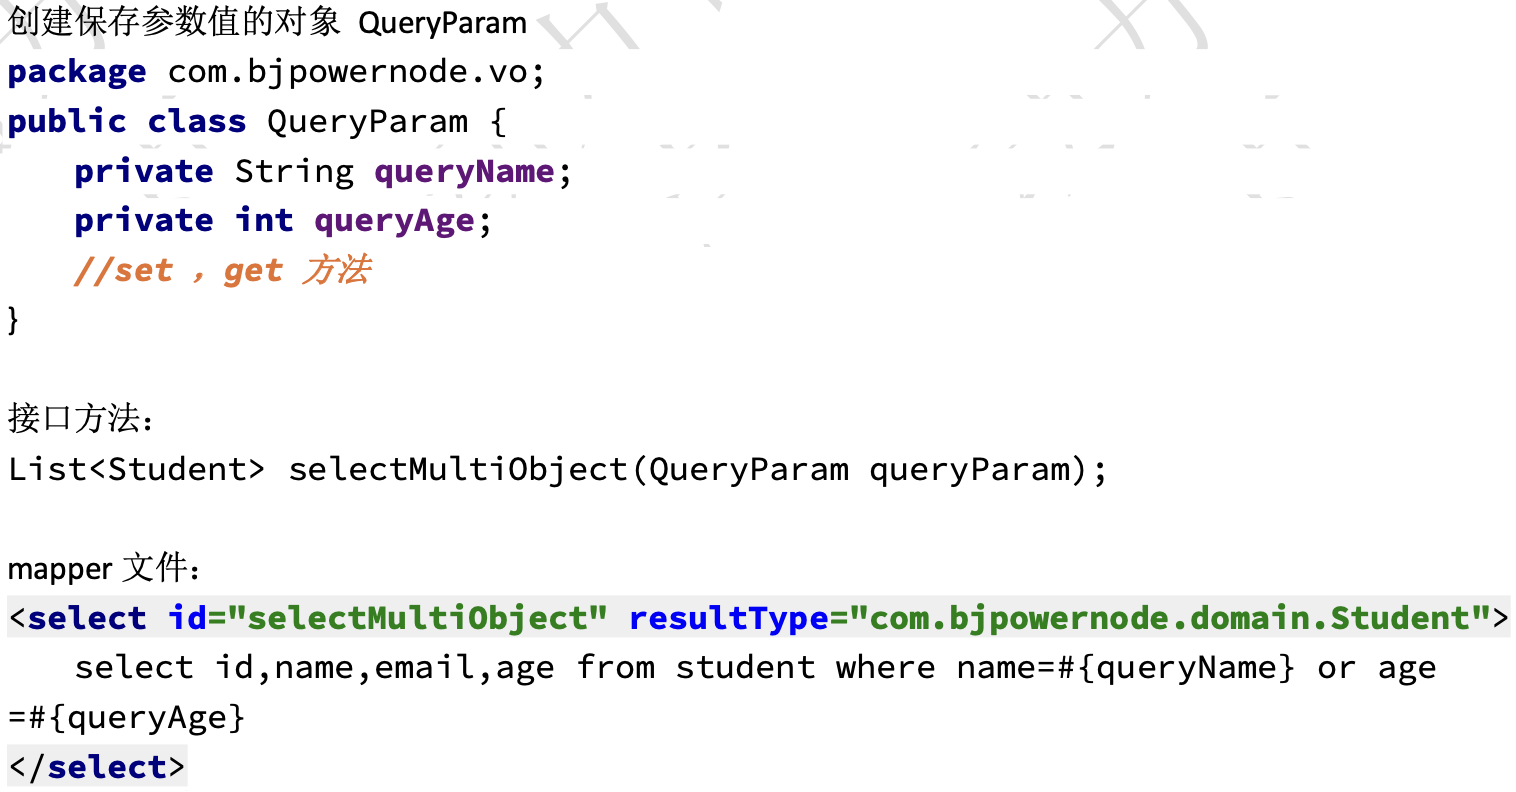 创建保存参数值的对象 QueryParam
package com.bjpowernode.vo;
public class QueryParam {
private String queryName;
private int queryAge;
//set ，get 方法
}
接口方法：
List<Student> selectMultiObject(QueryParam queryParam);
mapper 文件：
<select id="selectMultiObject" resultType="com.bjpowernode.domain.Student">
select id,name,email,age from student where name=#{queryName} or age
=#{queryAge}
</select>